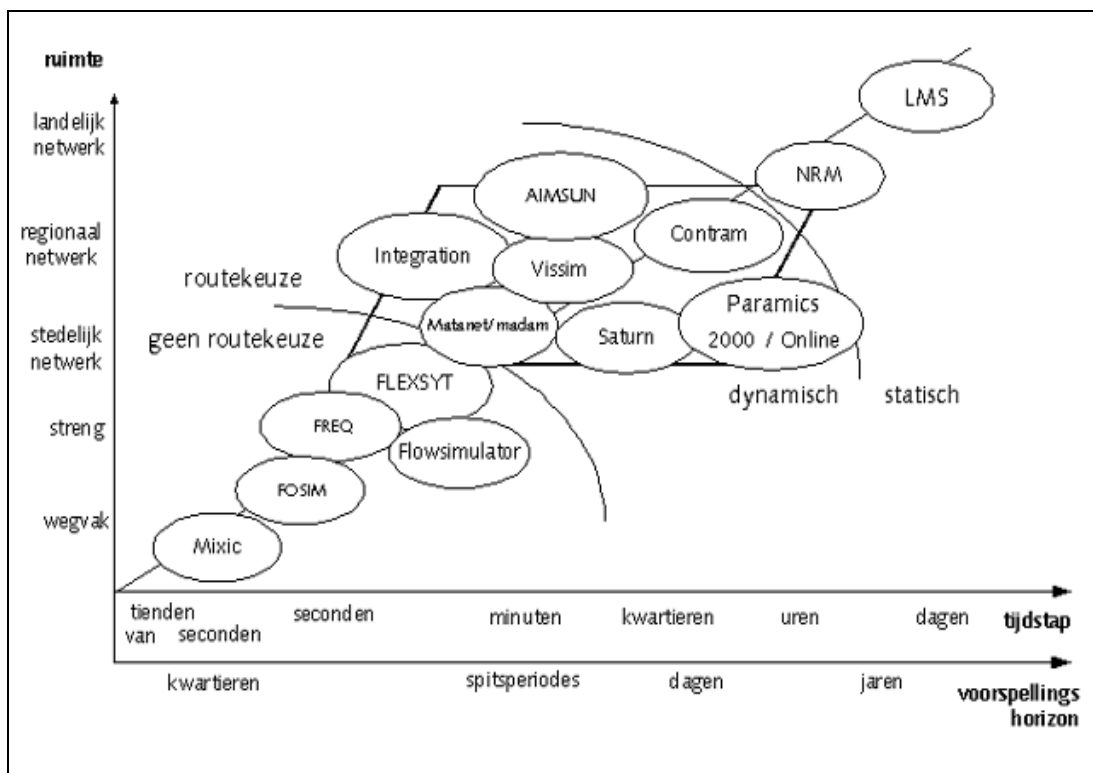 ruimte
landelijk
netwerk
LMS
NRM
AIMSUN
regionaal
netwerk
Contram
Integration
Vissim
routekeuze
Paramics
2000 / Online
Matanet/madam
Saturn
geen routekeuze
stedelijk
netwerk
FLEXSYT
dynamisch
statisch
streng
FREQ
Flowsimulator
FOSIM
wegvak
Mixic
tienden
van seconden
seconden
minuten
kwartieren
uren
dagen
tijdstap
kwartieren
spitsperiodes
dagen
jaren
voorspellings
horizon